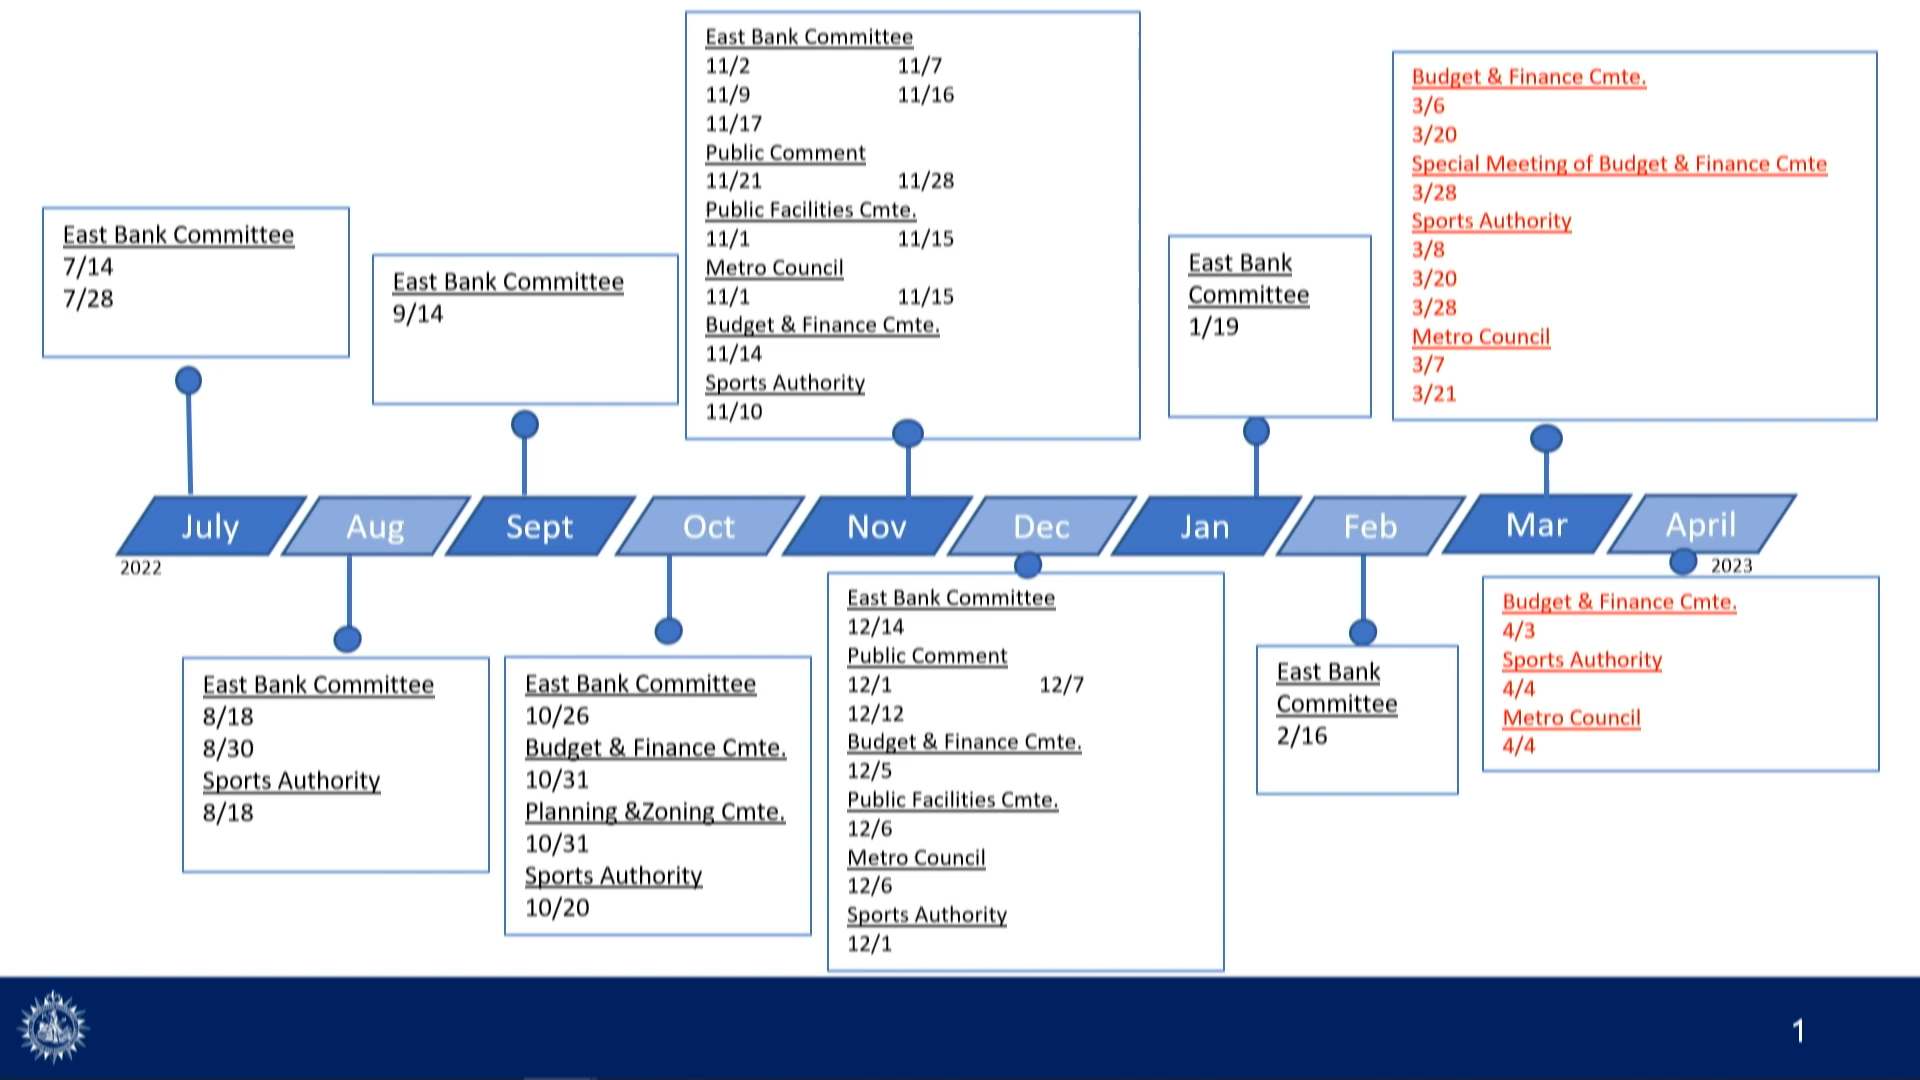 East Bank Committee
7/14
7/28
East Bank Committee
9/14
East Bank Committee
11/2 11/7
11/9 11/16
11/17
Public Comment
11/21 11/28
Public Facilities Cmte.
11/1 11/15
Metro Council
11/1 11/15
Budget & Finance Cmte.
11/14
Sports Authority
11/10
East Bank
Committee
1/19
Budget & Finance Cmte.
3/6
3/20
Special Meeting of Budget & Finance Cmte
3/28
Sports Authority
3/8
3/20
3/28
Metro Council
3/7
3/21
July Aug Sept Oct Nov Dec Jan Feb Mar April
2022 2023
East Bank Committee
8/18
8/30
Sports Authority
8/18
East Bank Committee
10/26
Budget & Finance Cmte.
10/31
Planning &Zoning Cmte.
10/31
Sports Authority
10/20
East Bank Committee
12/14
Public Comment
12/1 12/7
12/12
Budget & Finance Cmte.
12/5
Public Facilities Cmte.
12/6
Metro Council
12/6
Sports Authority
12/1
East Bank
Committee
2/16
Budget & Finance Cmte.
4/3
Sports Authority
4/4
Metro Council
4/4
1